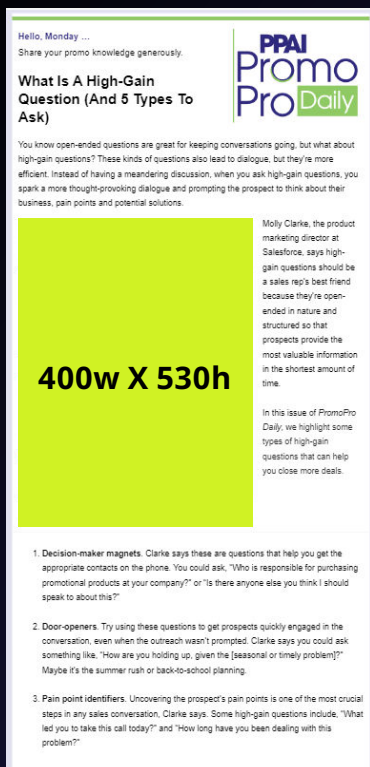 Hello, Monday ...
Share your promo knowledge generously.
PPAI
Promo
Pro Daily
What Is A High-Gain
Question (And 5 Types To
Ask)
You know open-ended questions are great for keeping conversations going, but what about
high-gain questions? These kinds of questions also lead to dialogue, but they're more
efficient. Instead of having a meandering discussion, when you ask high-gain questions, you
spark a more thought-provoking dialogue and prompting the prospect to think about their
business, pain points and potential solutions.
400w X 530h
Molly Clarke, the product
marketing director at
Salesforce, says high-
gain questions should be
a sales rep's best friend
because they're open-
ended in nature and
structured so that
prospects provide the
most valuable information
in the shortest amount of
time.
In this issue of PromoPro
Daily, we highlight some
types of high-gain
questions that can help
you close more deals.
1. Decision-maker magnets. Clarke says these are questions that help you get the
appropriate contacts on the phone. You could ask, "Who is responsible for purchasing
promotional products at your company?" or "Is there anyone else you think I should
speak to about this?"
2. Door-openers. Try using these questions to get prospects quickly engaged in the
conversation, even when the outreach wasn't prompted. Clarke says you could ask
something like, "How are you holding up, given the [seasonal or timely problem]?"
Maybe it's the summer rush or back-to-school planning.
3. Pain point identifiers. Uncovering the prospect's pain points is one of the most crucial
steps in any sales conversation, Clarke says. Some high-gain questions include, "What
led you to take this call today?" and "How long have you been dealing with this
problem?"